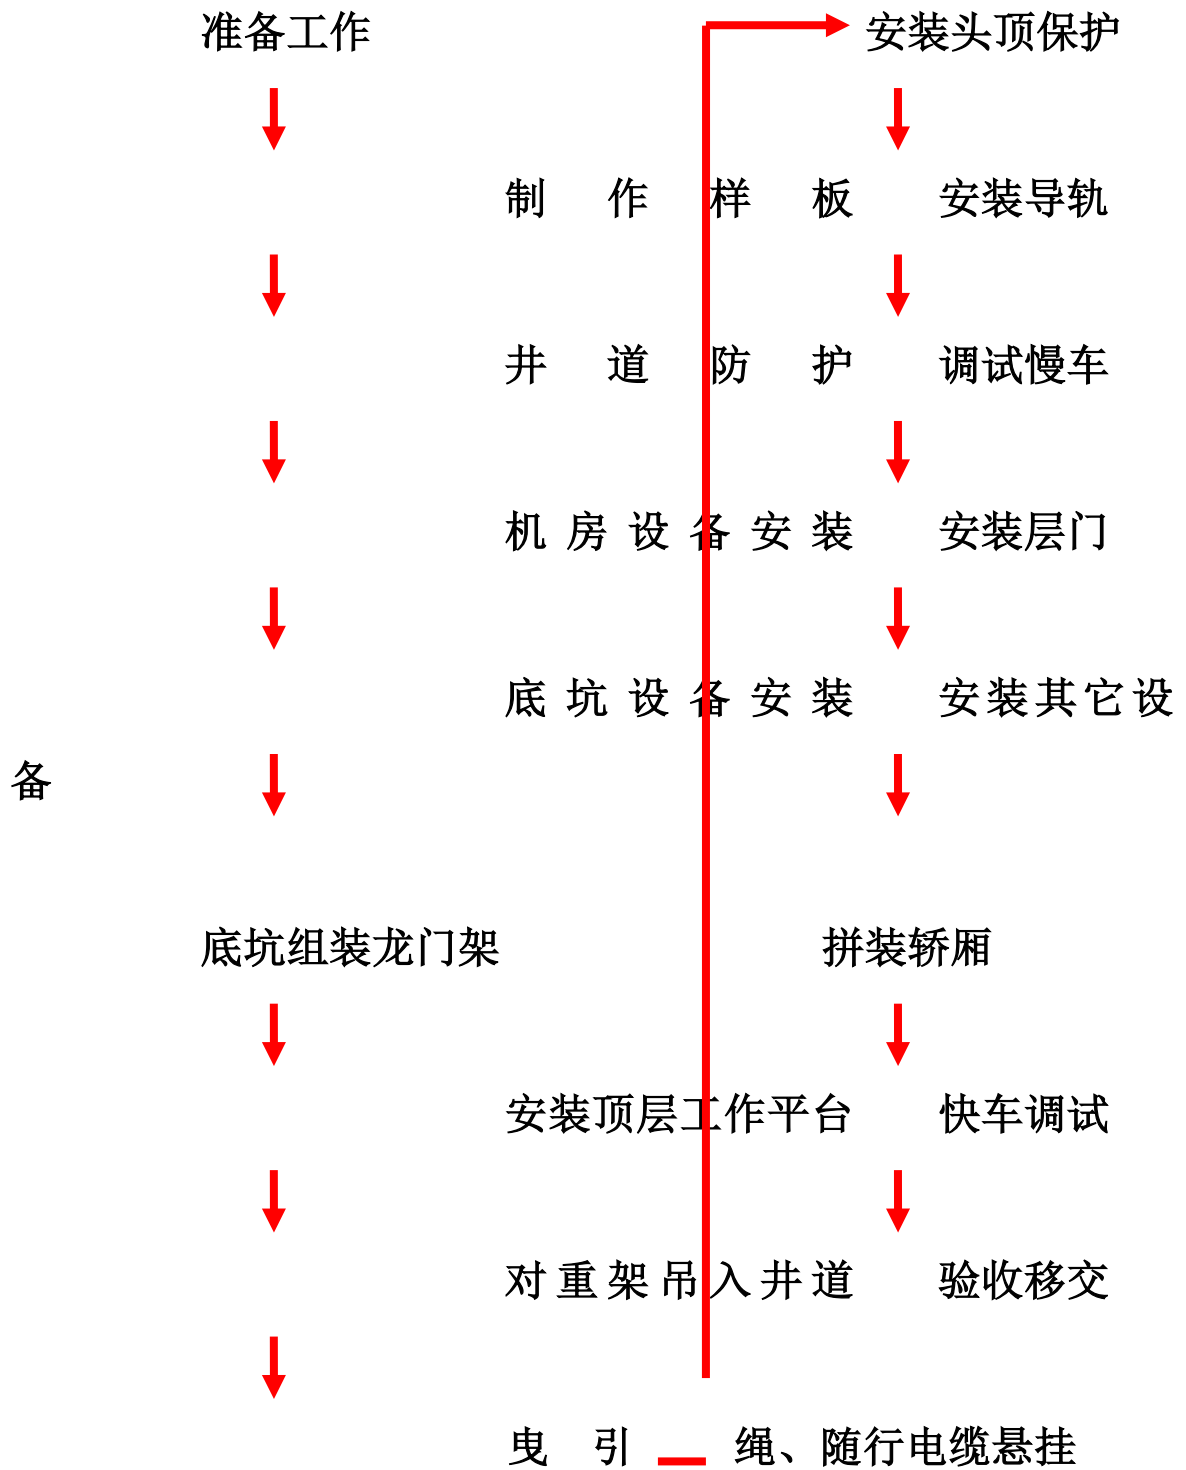 准备工作 安装头顶保护
制作样板 安装导轨
井道防护 调试慢车
机房设备安装 安装层门
底坑设备安装 安装其它设
备
底坑组装龙门架 拼装轿厢
安装顶层工作平台 快车调试
对重架吊入井道 验收移交
曳引绳、随行电缆悬挂